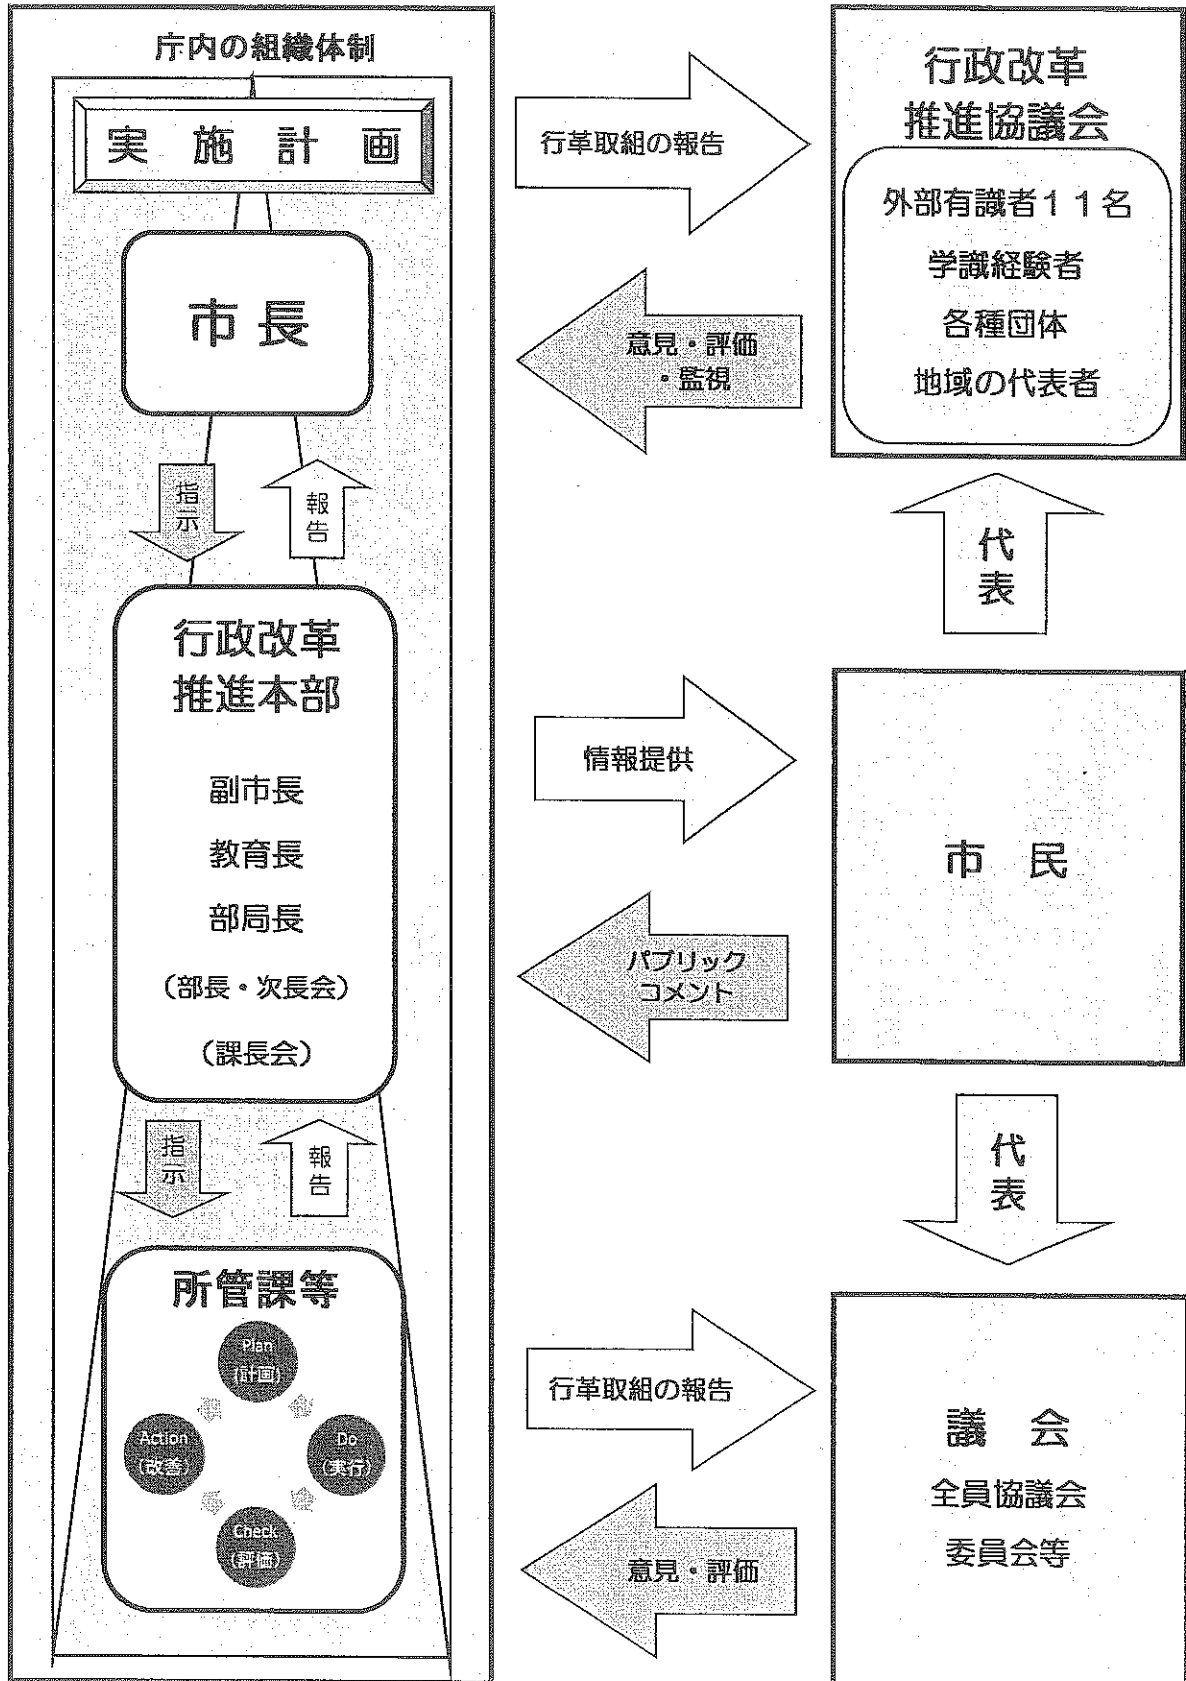 庁内の組織体制
実施計画
市長
指示
報告
行政改革
推進本部
副市長
教育長
部局長
(部長・次長会)
(課長会)
指示
報告
所管課等
Plan
(計画)
Action
(改善)
Do
(実行)
Check
(評価)
行革取組の報告
意見・評価
・監視
情報提供
パブリック
コメント
行革取組の報告
意見・評価
行政改革
推進協議会
外部有識者11名
学識経験者
各種団体
地域の代表者
代表
市民
代表
議会
全員協議会
委員会等